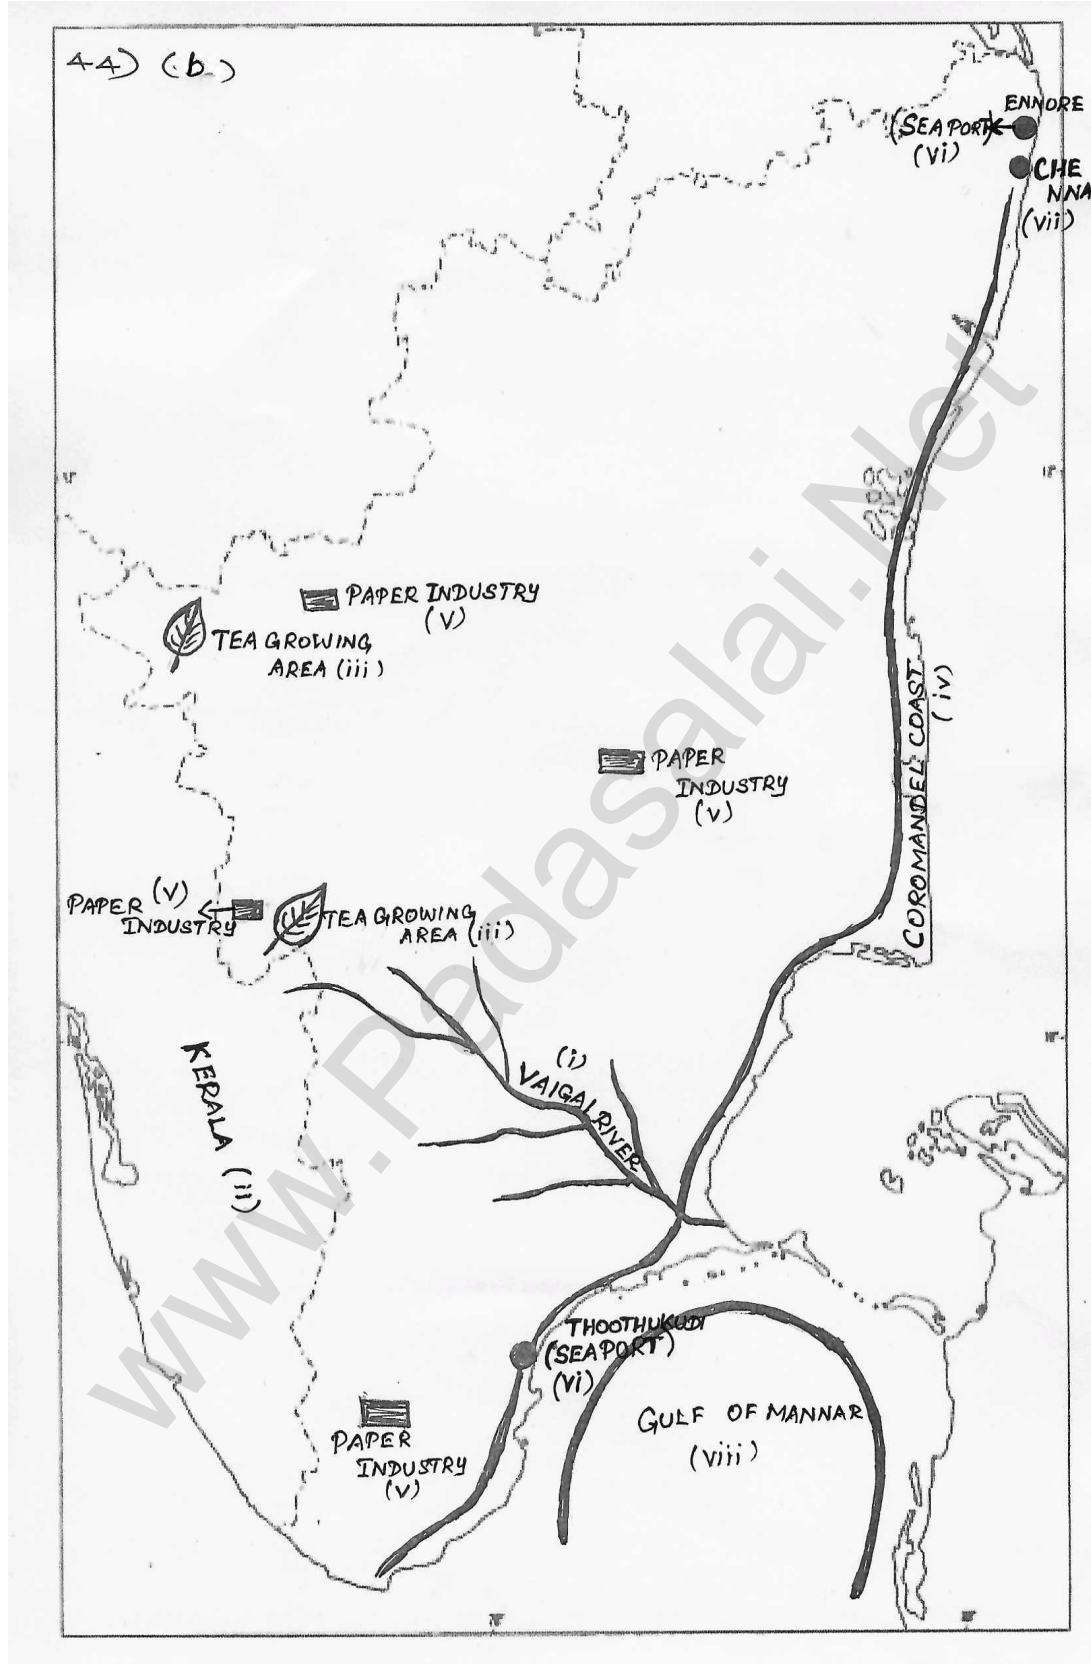 44) (b)
ENNORE
(SEAPORT)
(vi)
CHE
NNA
(vii)
PAPER INDUSTRY
(V)
TEA GROWING
AREA (iii)
COROMANDEL COAST
(iv)
PAPER
INDUSTRY
(V)
PAPER (V)
INDUSTRY
TEA GROWING
AREA (iii)
KERALA (ii)
(i)
VAIGAI RIVER
THOOTHUKUDI
(SEAPORT)
(vi)
GULF OF MANNAR
(viii)
PAPER
INDUSTRY
(V)
www.Padasalai.Net